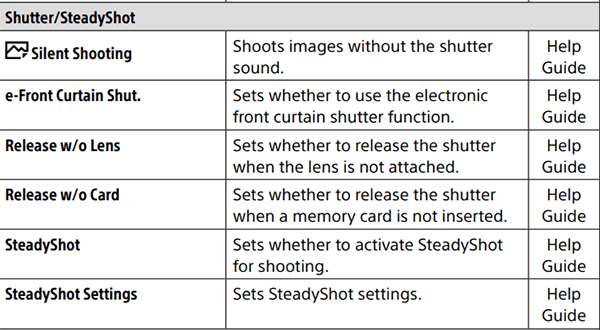 Shutter/SteadyShot
Silent Shooting
Shoots images without the shutter
sound.
Help
Guide
e-Front Curtain Shut.
Sets whether to use the electronic
front curtain shutter function.
Help
Guide
Release w/o Lens
Sets whether to release the shutter
when the lens is not attached.
Help
Guide
Release w/o Card
Sets whether to release the shutter
when a memory card is not inserted.
Help
Guide
SteadyShot
Sets whether to activate SteadyShot
for shooting.
Help
Guide
SteadyShot Settings
Sets SteadyShot settings.
Help
Guide